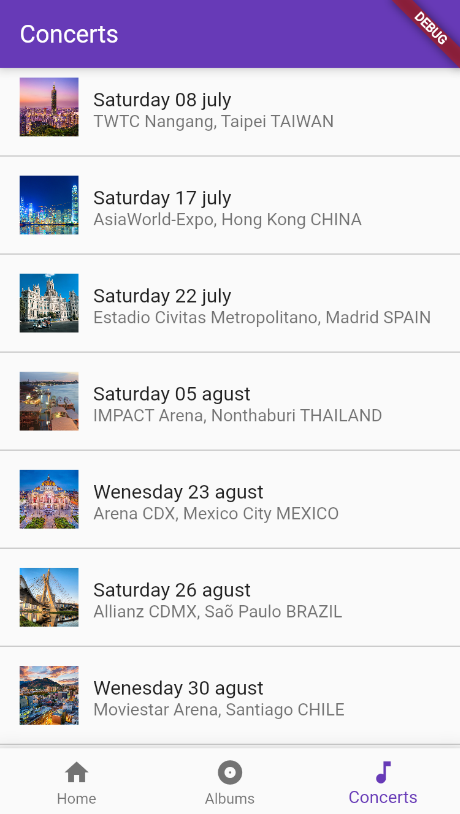 Concerts
DEBUG
Saturday 08 july
TWTC Nangang, Taipei TAIWAN
Saturday 17 july
AsiaWorld-Expo, Hong Kong CHINA
Saturday 22 july
Estadio Civitas Metropolitano, Madrid SPAIN
Saturday 05 agust
IMPACT Arena, Nonthaburi THAILAND
Wenesday 23 agust
Arena CDX, Mexico City MEXICO
Saturday 26 agust
Allianz CDMX, Saõ Paulo BRAZIL
Wenesday 30 agust
Moviestar Arena, Santiago CHILE
Home
Albums
Concerts